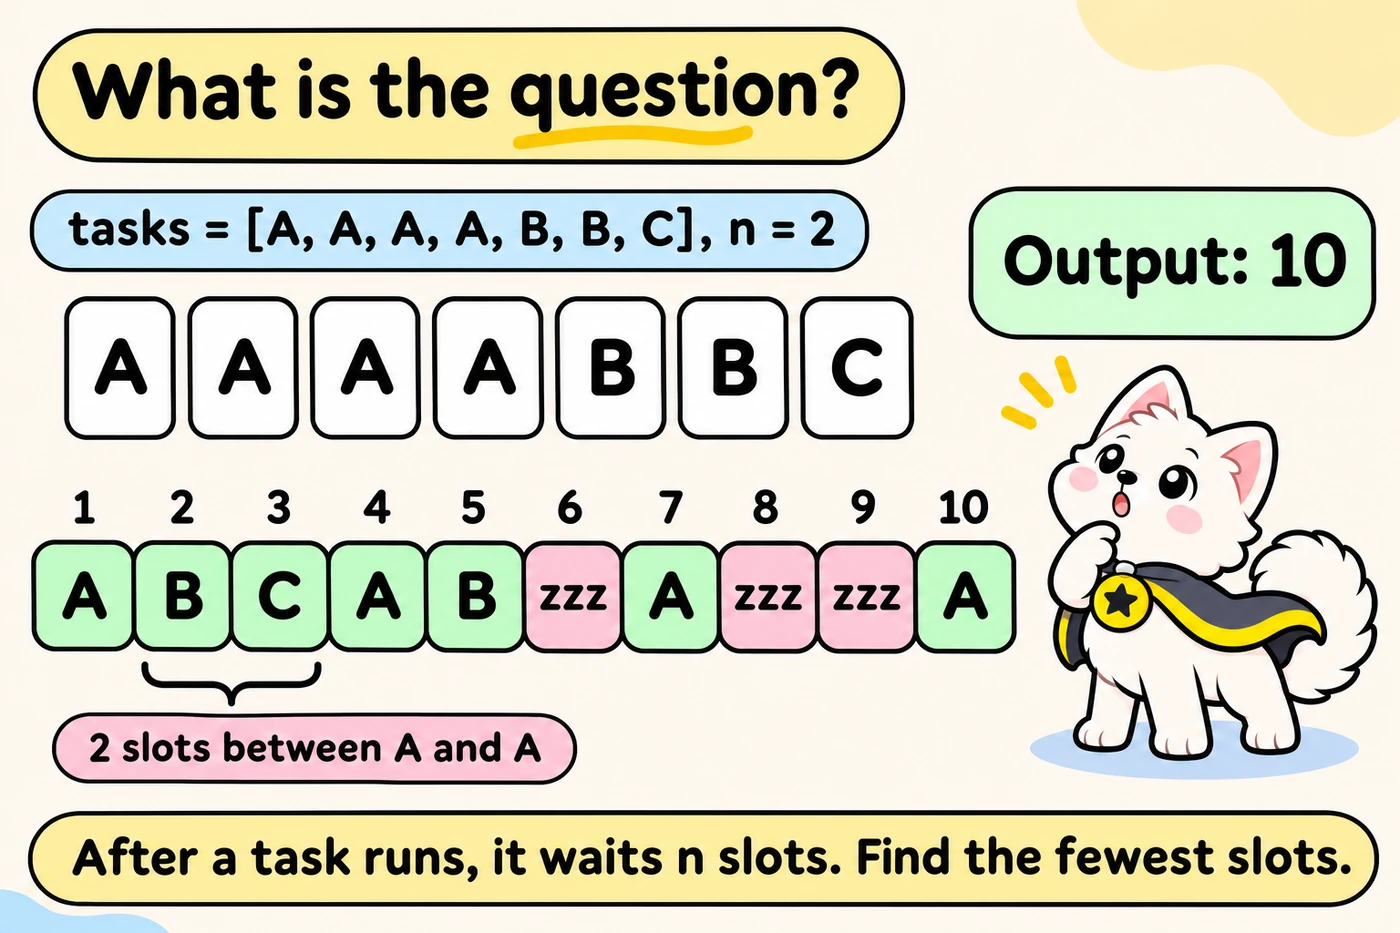 What is the question?
tasks = [A, A, A, A, B, B, C], n = 2
Output: 10
A A A A B B C
1 2 3 4 5 6 7 8 9 10
A B C A B zzz A zzz zzz A
2 slots between A and A
After a task runs, it waits n slots. Find the fewest slots.